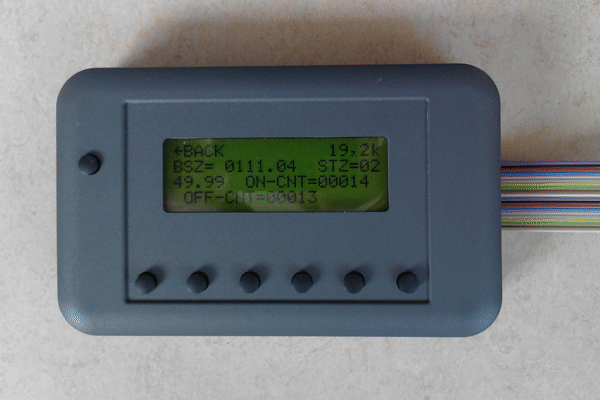 ←BACK 19,2k
BSZ= 0111.04 STZ=02
49.99 ON-CNT=00014
OFF-CNT=00013